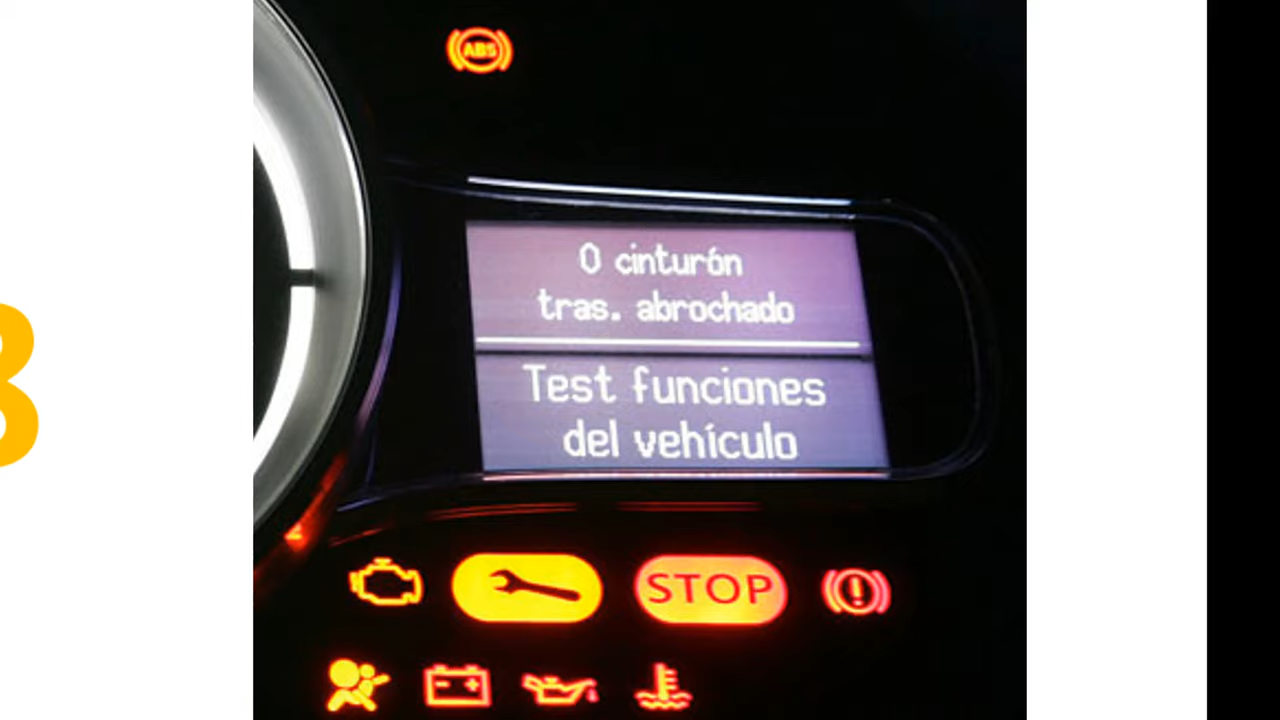 ABS
0 cinturón
tras. abrochado
Test funciones
del vehículo
STOP